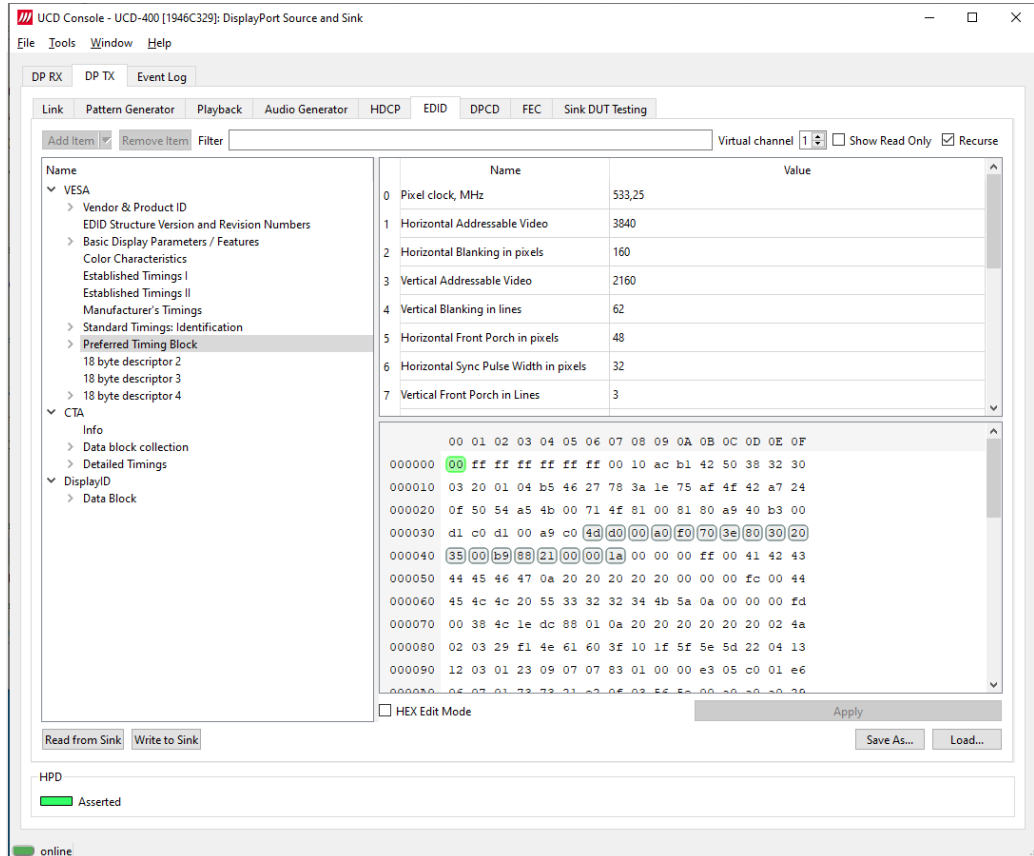 UCD Console - UCD-400 [1946C329]: DisplayPort Source and Sink
File Tools Window Help
DP RX DP TX Event Log
Link Pattern Generator Playback Audio Generator HDCP EDID DPCD FEC Sink DUT Testing
Add Item Remove Item Filter Virtual channel 1 Show Read Only Recurse
Name
VESA
Vendor & Product ID
EDID Structure Version and Revision Numbers
Basic Display Parameters / Features
Color Characteristics
Established Timings I
Established Timings II
Manufacturer's Timings
Standard Timings: Identification
Preferred Timing Block
18 byte descriptor 2
18 byte descriptor 3
18 byte descriptor 4
CTA
Info
Data block collection
Detailed Timings
DisplayID
Data Block
Name Value
0 Pixel clock, MHz 533,25
1 Horizontal Addressable Video 3840
2 Horizontal Blanking in pixels 160
3 Vertical Addressable Video 2160
4 Vertical Blanking in lines 62
5 Horizontal Front Porch in pixels 48
6 Horizontal Sync Pulse Width in pixels 32
7 Vertical Front Porch in Lines 3
00 01 02 03 04 05 06 07 08 09 0A 0B 0C 0D 0E 0F
000000 00 ff ff ff ff ff ff 00 10 ac b1 42 50 38 32 30
000010 03 20 01 04 b5 46 27 78 3a 1e 75 af 4f 42 a7 24
000020 0f 50 54 a5 4b 00 71 4f 81 00 81 80 a9 40 b3 00
000030 d1 c0 d1 00 a9 c0 4d d0 00 a0 f0 70 3e 80 30 20
000040 35 00 b9 88 21 00 00 1a 00 00 00 ff 00 41 42 43
000050 44 45 46 47 0a 20 20 20 20 20 00 00 00 fc 00 44
000060 45 4c 4c 20 55 33 32 32 34 4b 5a 0a 00 00 00 fd
000070 00 38 4c 1e dc 88 01 0a 20 20 20 20 20 20 02 4a
000080 02 03 29 f1 4e 61 60 3f 10 1f 5f 5e 5d 22 04 13
000090 12 03 01 23 09 07 07 83 01 00 00 e3 05 c0 01 e6
HEX Edit Mode Apply
Read from Sink Write to Sink Save As... Load...
HPD
Asserted
online